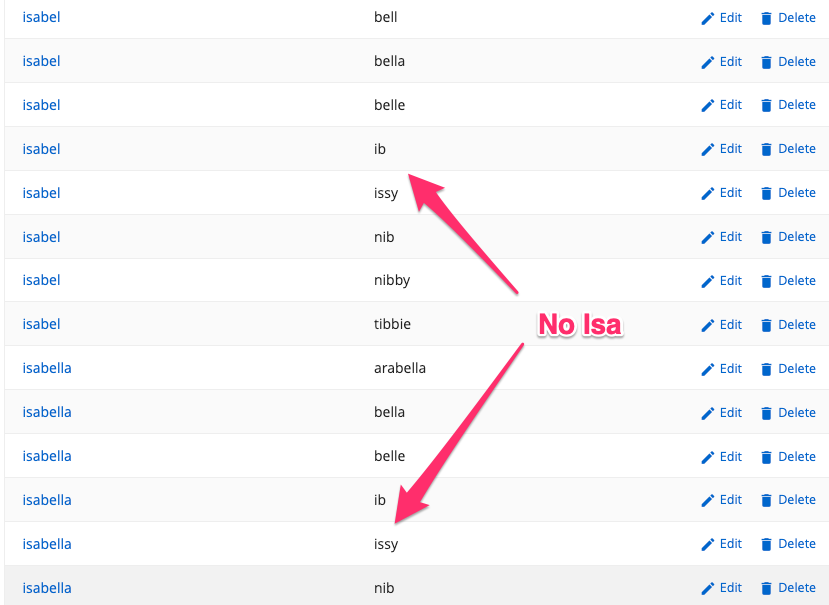 isabel bell Edit Delete
isabel bella Edit Delete
isabel belle Edit Delete
isabel ib Edit Delete
isabel issy Edit Delete
isabel nib Edit Delete
isabel nibby Edit Delete
No Isa
isabel tibbie Edit Delete
isabella arabella Edit Delete
isabella bella Edit Delete
isabella belle Edit Delete
isabella ib Edit Delete
isabella issy Edit Delete
isabella nib Edit Delete